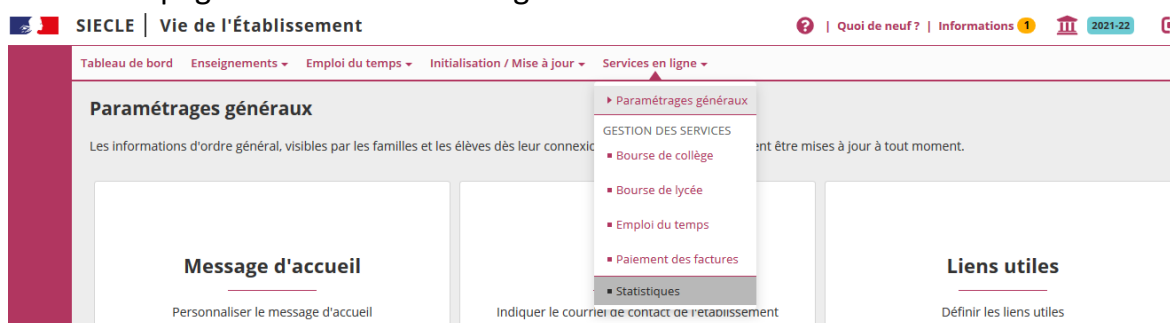 SIECLE | Vie de l'Établissement
| Quoi de neuf ? | Informations 1 2021-22
Tableau de bord Enseignements Emploi du temps Initialisation / Mise à jour Services en ligne
Paramétrages généraux
Paramétrages généraux
GESTION DES SERVICES
Bourse de collège
Bourse de lycée
Emploi du temps
Paiement des factures
Statistiques
Les informations d'ordre général, visibles par les familles et les élèves dès leur être mises à jour à tout moment.
Message d'accueil
Personnaliser le message d'accueil
Indiquer le courriel de contact de l'établissement
Liens utiles
Définir les liens utiles